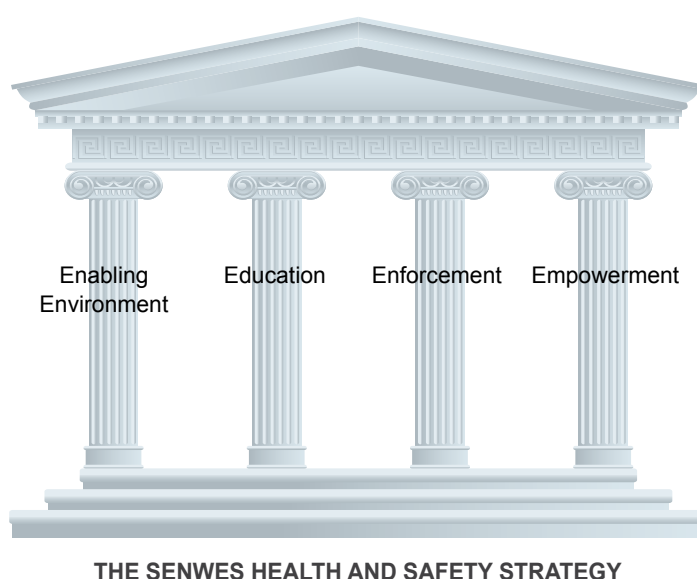 Enabling
Environment
Education
Enforcement
Empowerment
THE SENWES HEALTH AND SAFETY STRATEGY